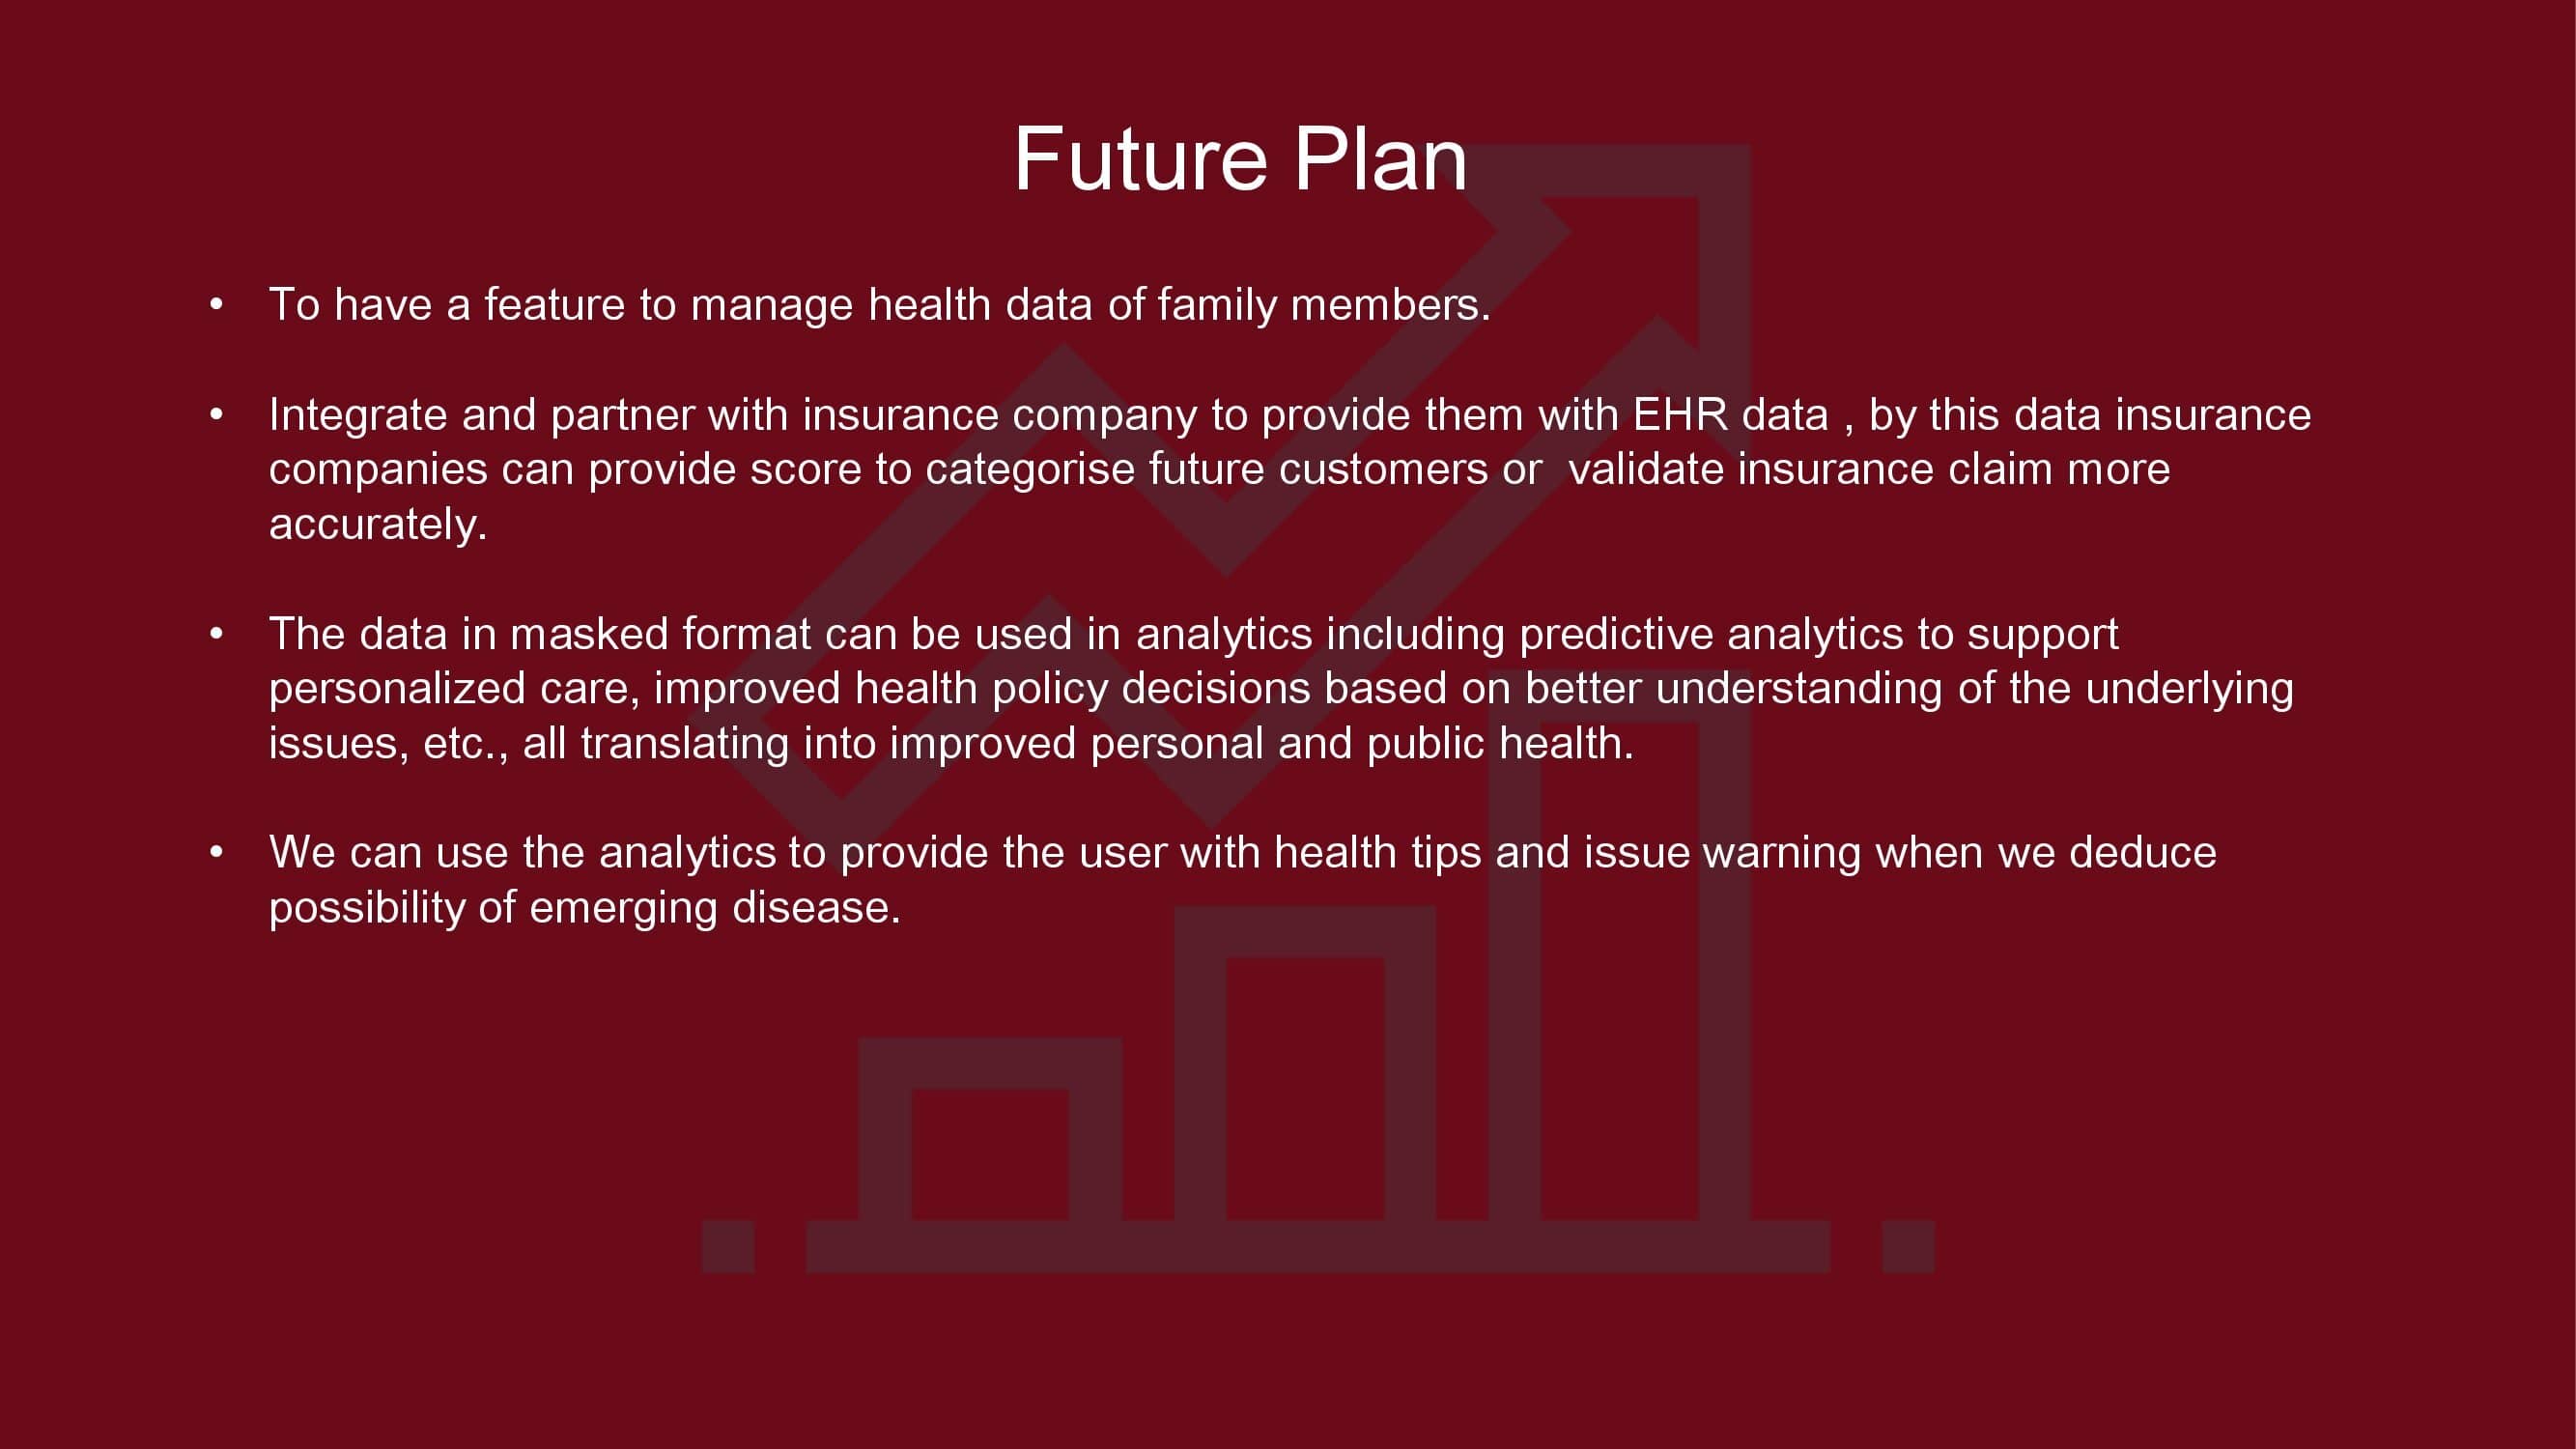 Future Plan
• To have a feature to manage health data of family members.
• Integrate and partner with insurance company to provide them with EHR data , by this data insurance
companies can provide score to categorise future customers or  validate insurance claim more
accurately.
• The data in masked format can be used in analytics including predictive analytics to support
personalized care, improved health policy decisions based on better understanding of the underlying
issues, etc., all translating into improved personal and public health.
• We can use the analytics to provide the user with health tips and issue warning when we deduce
possibility of emerging disease.